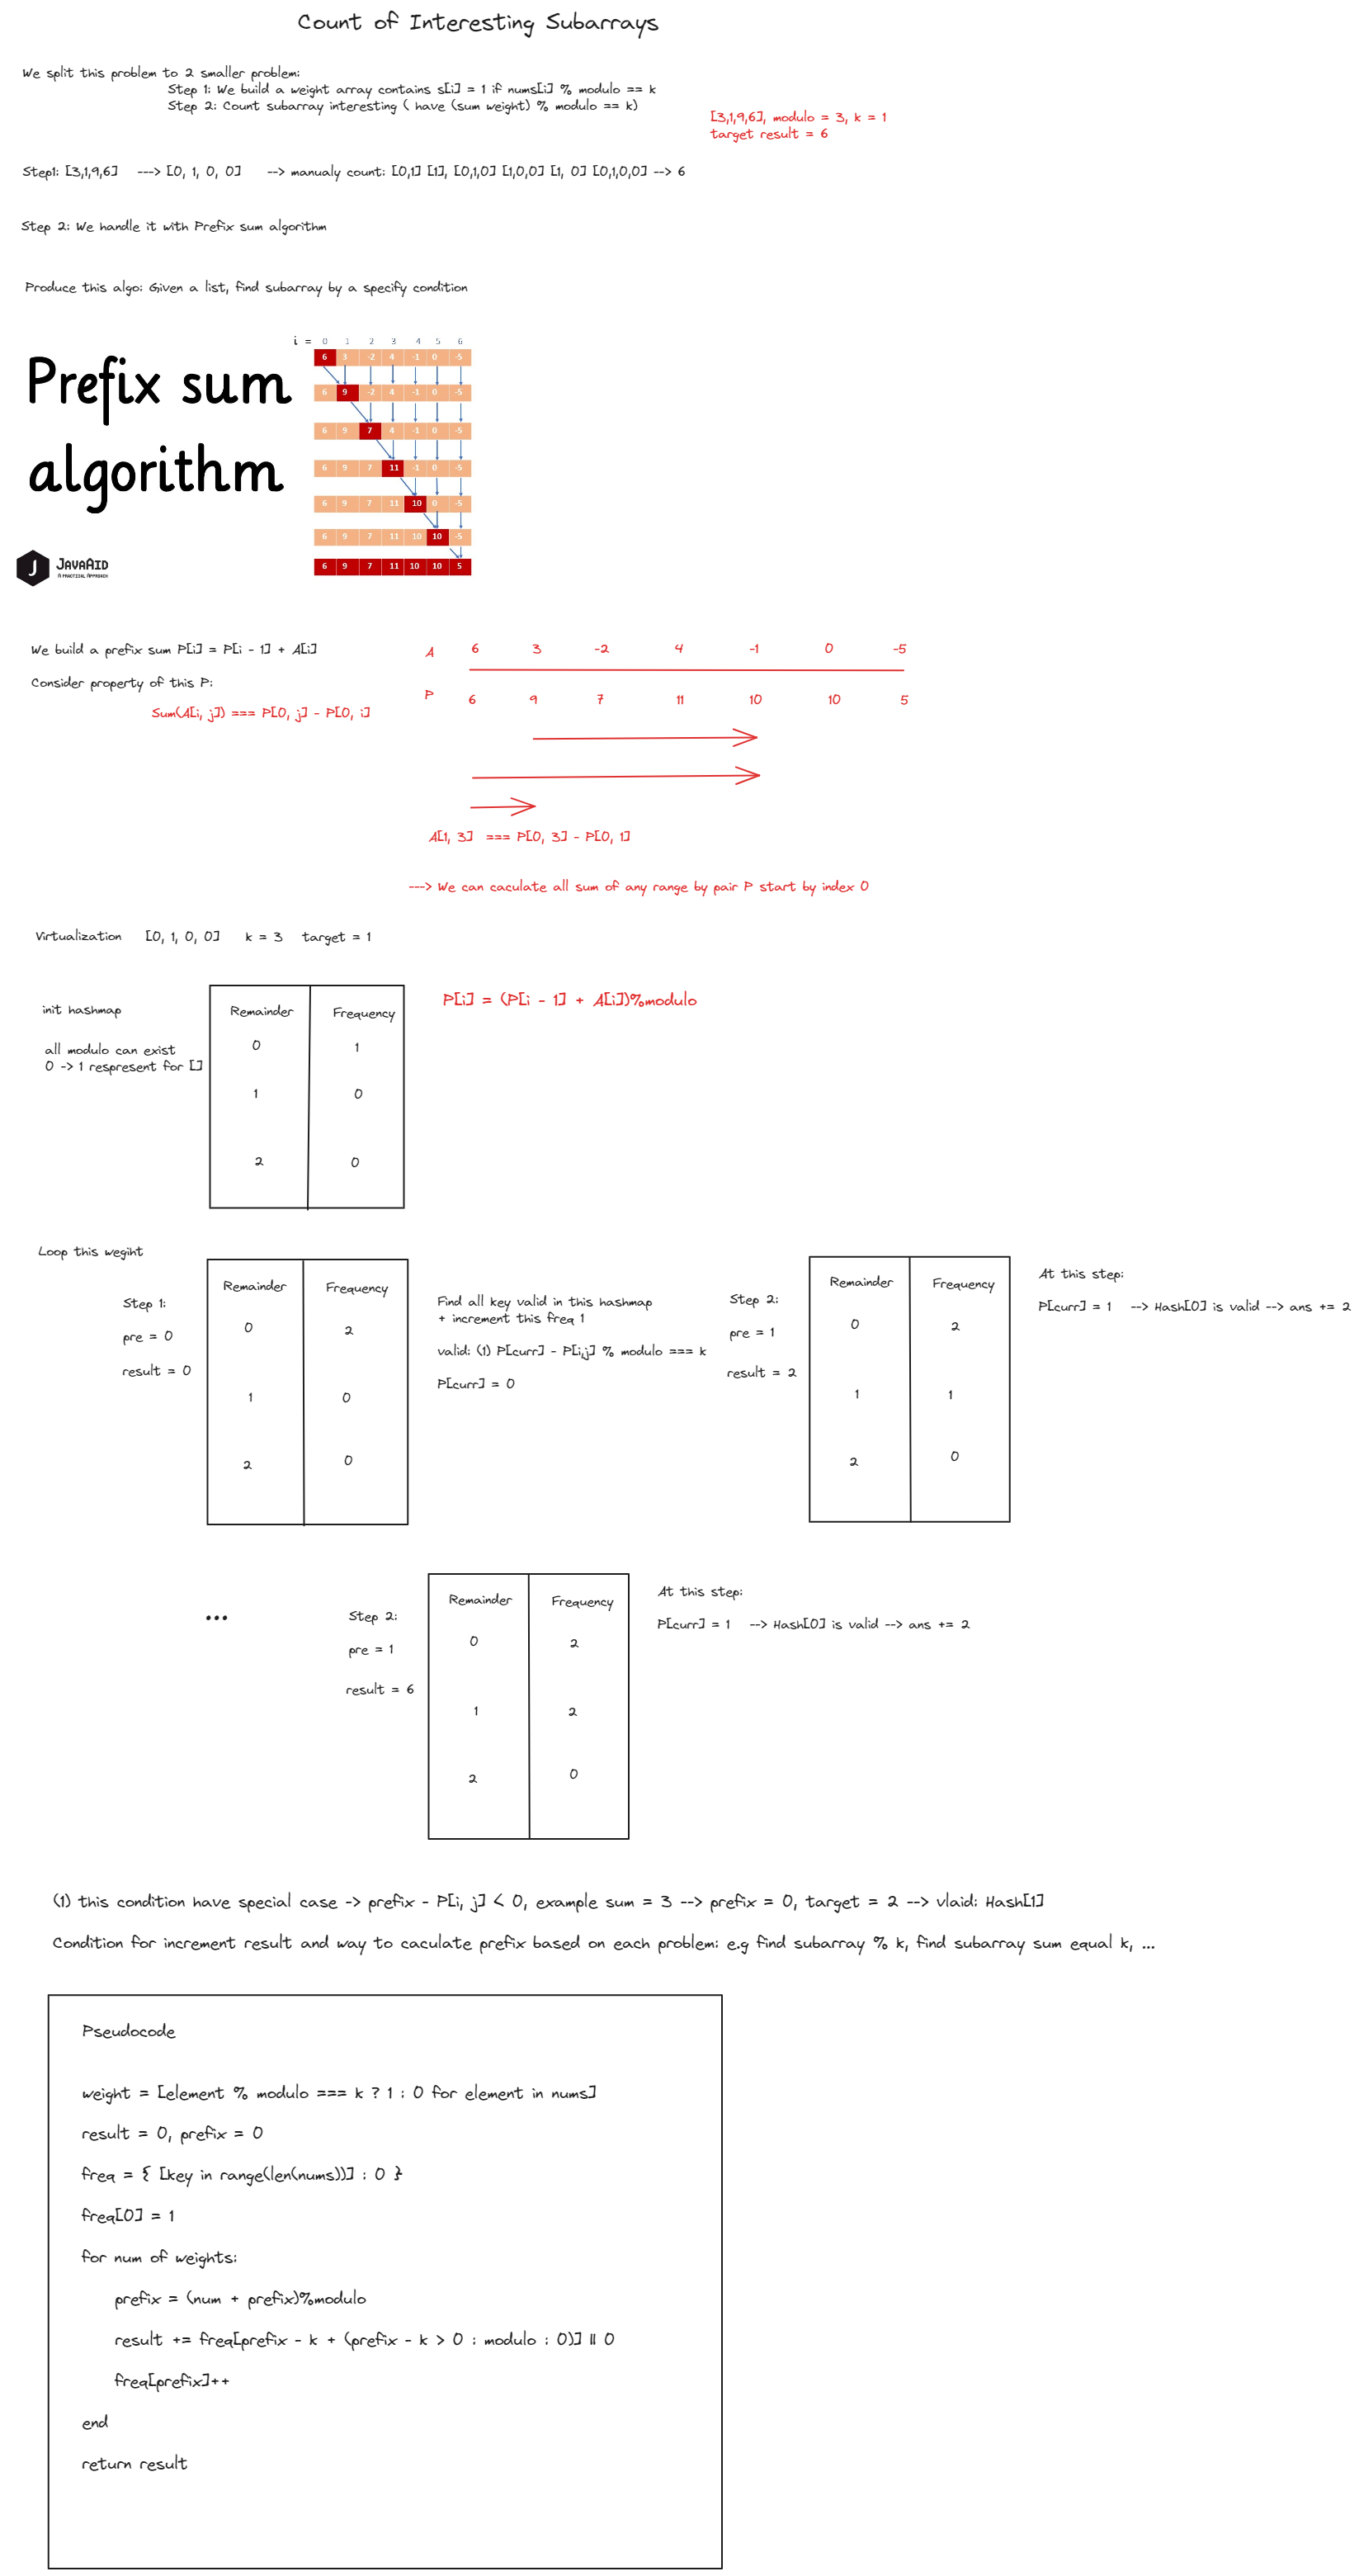 Count of Interesting Subarrays
We split this problem to 2 smaller problem:
Step 1: We build a weight array contains s[i] = 1 if nums[i] % modulo == k
Step 2: Count subarray interesting ( have (sum weight) % modulo == k)
[3,1,9,6], modulo = 3, k = 1
target result = 6
Step1: [3,1,9,6] ---> [0, 1, 0, 0] --> manualy count: [0,1] [1], [0,1,0] [1,0,0] [1, 0] [0,1,0,0] --> 6
Step 2: We handle it with Prefix sum algorithm
Produce this algo: Given a list, find subarray by a specify condition
Prefix sum
algorithm
J JAVAAID
A PRACTICAL APPROACH
i = 0 1 2 3 4 5 6
6 3 -2 4 -1 0 -5
6 9 -2 4 -1 0 -5
6 9 7 4 -1 0 -5
6 9 7 11 -1 0 -5
6 9 7 11 10 0 -5
6 9 7 11 10 10 -5
6 9 7 11 10 10 5
We build a prefix sum P[i] = P[i - 1] + A[i]
Consider property of this P:
Sum(A[i, j]) === P[0, j] - P[0, i]
A 6 3 -2 4 -1 0 -5
P 6 9 7 11 10 10 5
A[1, 3] === P[0, 3] - P[0, 1]
---> We can caculate all sum of any range by pair P start by index 0
Virtualization [0, 1, 0, 0] k = 3 target = 1
init hashmap
all modulo can exist
0 -> 1 respresent for []
Remainder Frequency
0 1
1 0
2 0
P[i] = (P[i - 1] + A[i])%modulo
Loop this wegiht
Step 1:
pre = 0
result = 0
Remainder Frequency
0 2
1 0
2 0
Find all key valid in this hashmap
+ increment this freq 1
valid: (1) P[curr] - P[i,j] % modulo === k
P[curr] = 0
Step 2:
pre = 1
result = 2
Remainder Frequency
0 2
1 1
2 0
At this step:
P[curr] = 1 --> Hash[0] is valid --> ans += 2
...
Step 2:
pre = 1
result = 6
Remainder Frequency
0 2
1 2
2 0
At this step:
P[curr] = 1 --> Hash[0] is valid --> ans += 2
(1) this condition have special case -> prefix - P[i, j] < 0, example sum = 3 --> prefix = 0, target = 2 --> vlaid: Hash[1]
Condition for increment result and way to caculate prefix based on each problem: e.g find subarray % k, find subarray sum equal k, ...
Pseudocode
weight = [element % modulo === k ? 1 : 0 for element in nums]
result = 0, prefix = 0
freq = { [key in range(len(nums))] : 0 }
freq[0] = 1
for num of weights:
prefix = (num + prefix)%modulo
result += freq[prefix - k + (prefix - k > 0 : modulo : 0)] || 0
freq[prefix]++
end
return result